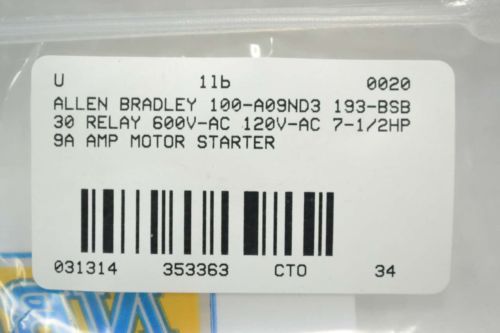 U 1lb 0020
ALLEN BRADLEY 100-A09ND3 193-BSB
30 RELAY 600V-AC 120V-AC 7-1/2HP
9A AMP MOTOR STARTER
031314 353363 CTO 34